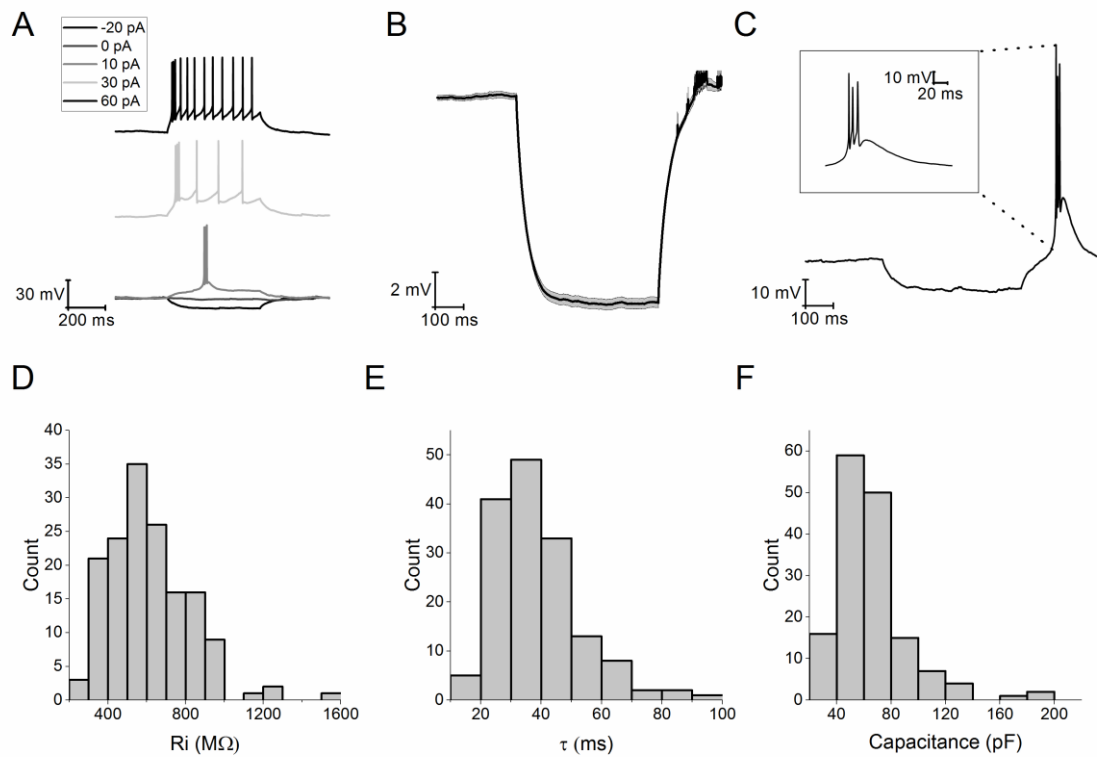 A
-20 pA
0 pA
10 pA
30 pA
60 pA
30 mV
200 ms
B
2 mV
100 ms
C
10 mV
20 ms
10 mV
100 ms
D
40
35
30
25
20
15
10
5
0
Count
400 800 1200 1600
Ri (MΩ)
E
50
40
30
20
10
0
Count
20 40 60 80 100
τ (ms)
F
60
50
40
30
20
10
0
Count
40 80 120 160 200
Capacitance (pF)